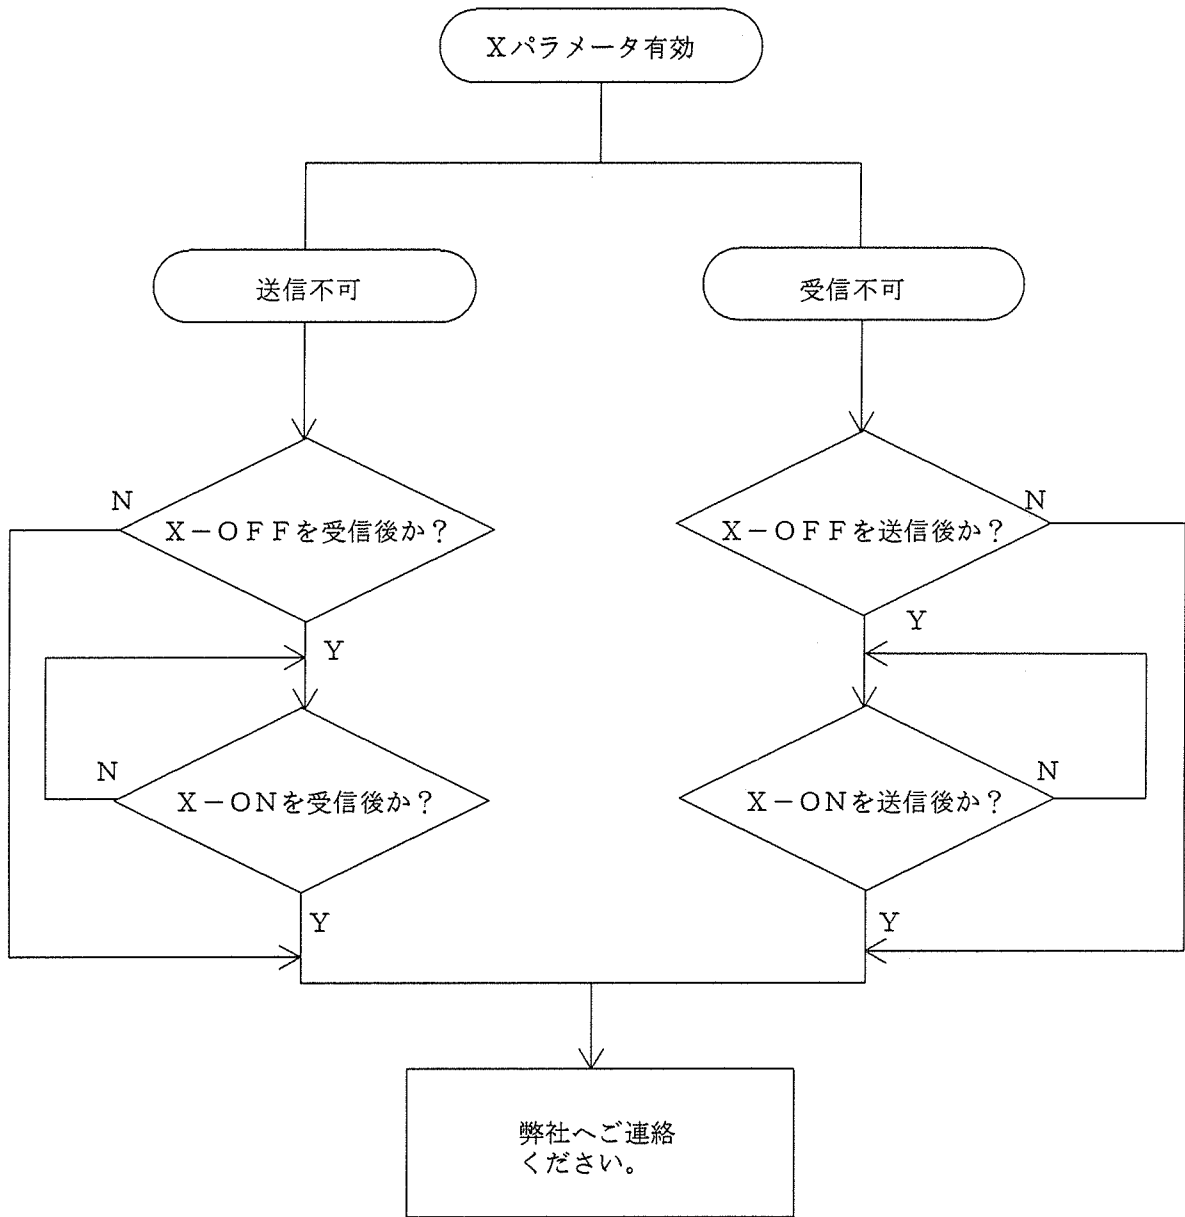 Xパラメータ有効
送信不可
受信不可
N
X－OFFを受信後か？
X－OFFを送信後か？
N
Y
Y
N
X－ONを受信後か？
X－ONを送信後か？
N
Y
Y
弊社へご連絡
ください。